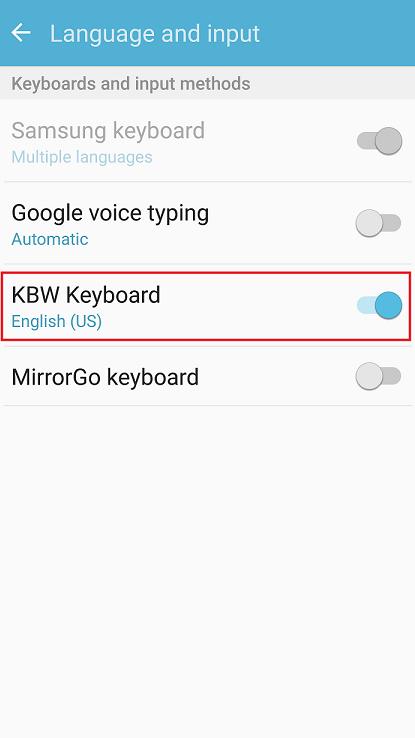 Language and input
Keyboards and input methods
Samsung keyboard
Multiple languages
Google voice typing
Automatic
KBW Keyboard
English (US)
MirrorGo keyboard